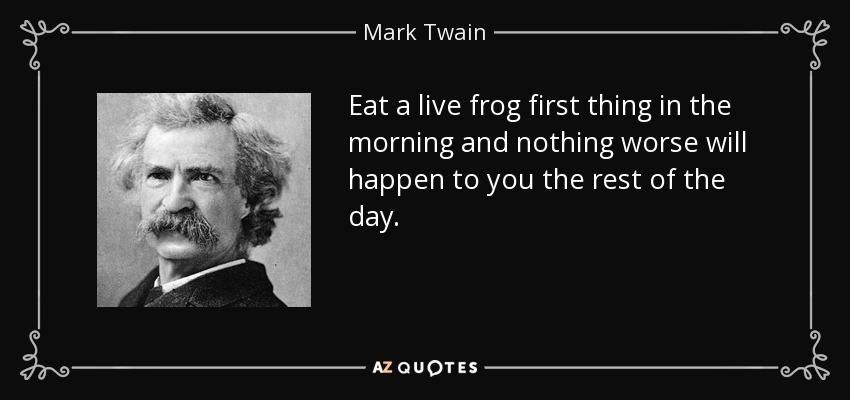 Mark Twain
Eat a live frog first thing in the
morning and nothing worse will
happen to you the rest of the
day.
AZ QUOTES